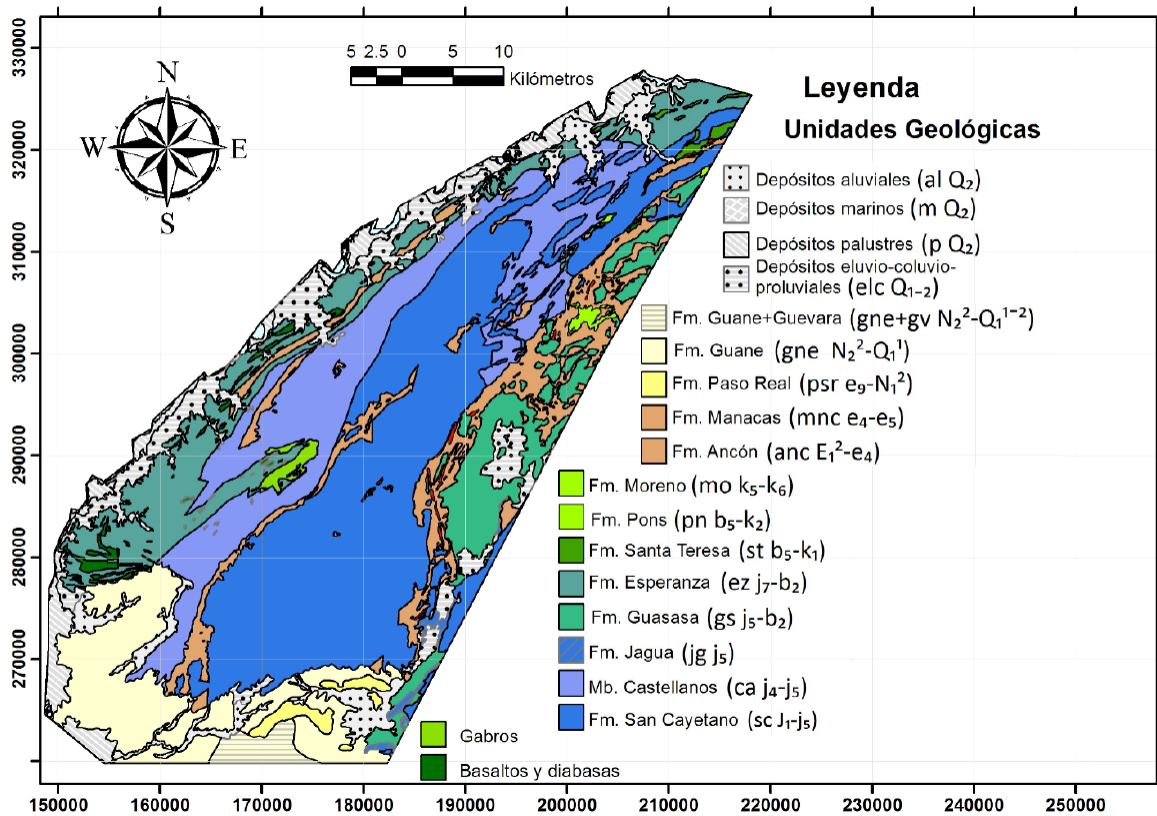 330000
320000
310000
300000
290000
280000
270000
N
W E
S
5 2.5 0 5 10
Kilómetros
Leyenda
Unidades Geológicas
Depósitos aluviales (al Q₂)
Depósitos marinos (m Q₂)
Depósitos palustres (p Q₂)
Depósitos eluvio-coluvio-
proluviales (elc Q₁₋₂)
Fm. Guane+Guevara (gne+gv N₂²-Q₁¹⁻²)
Fm. Guane (gne N₂²-Q₁¹)
Fm. Paso Real (psr e₉-N₁²)
Fm. Manacas (mnc e₄-e₅)
Fm. Ancón (anc E₁²-e₄)
Fm. Moreno (mo k₅-k₆)
Fm. Pons (pn b₅-k₂)
Fm. Santa Teresa (st b₅-k₁)
Fm. Esperanza (ez j₇-b₂)
Fm. Guasasa (gs j₅-b₂)
Fm. Jagua (jg j₅)
Mb. Castellanos (ca j₄-j₅)
Fm. San Cayetano (sc J₁-j₅)
Gabros
Basaltos y diabasas
150000 160000 170000 180000 190000 200000 210000 220000 230000 240000 250000